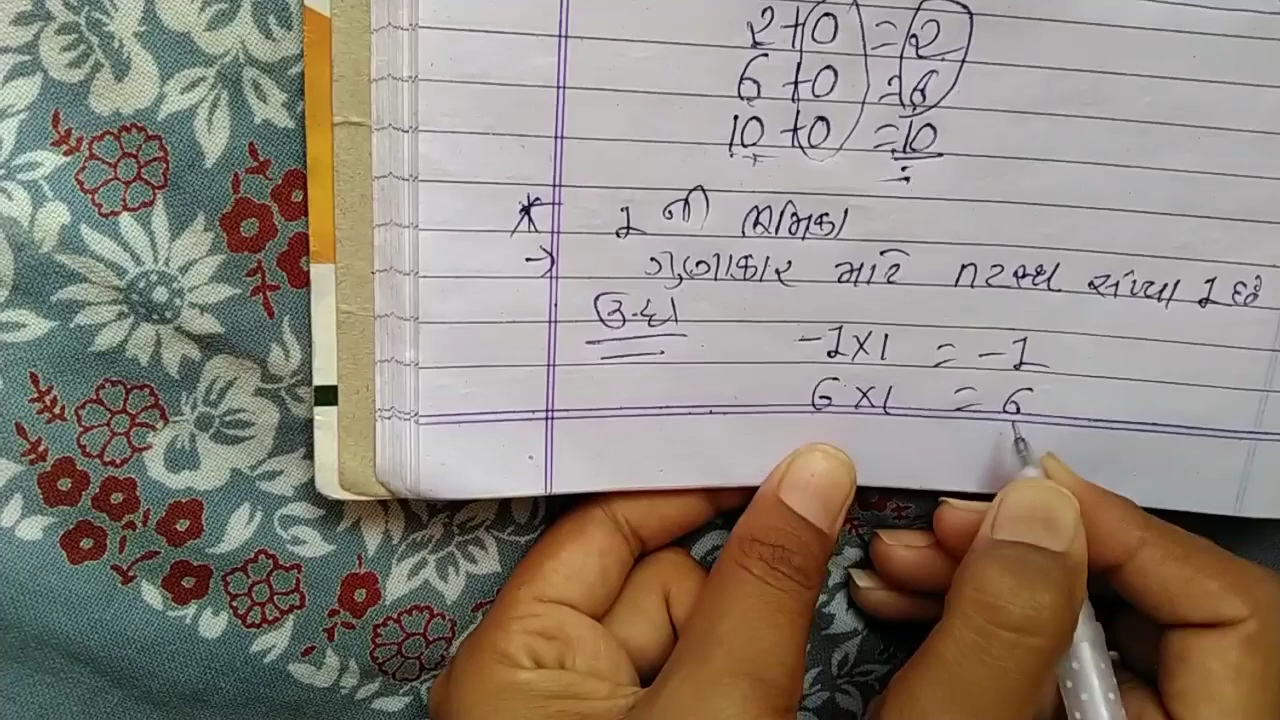 2+0 = 2
6+0 = 6
10+0 = 10
* 1 ની ભૂમિકા
→ ગુણાકાર માટે તટસ્થ સંખ્યા 1 છે
ઉ.દા
-1×1 = -1
6×1 = 6